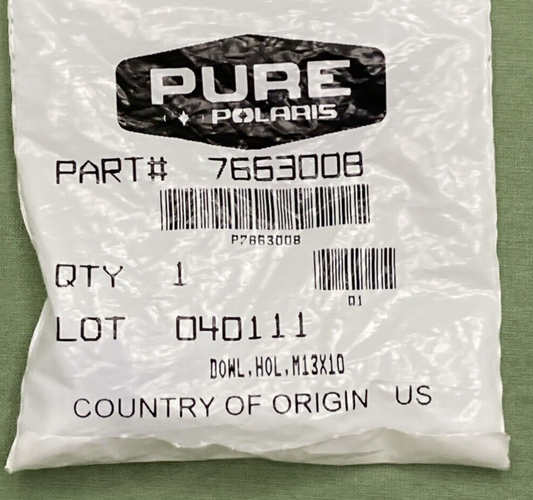 PURE
POLARIS
PART# 7663008
P7663008
QTY 1
01
LOT 040111
DOWL,HOL,M13X10
COUNTRY OF ORIGIN US